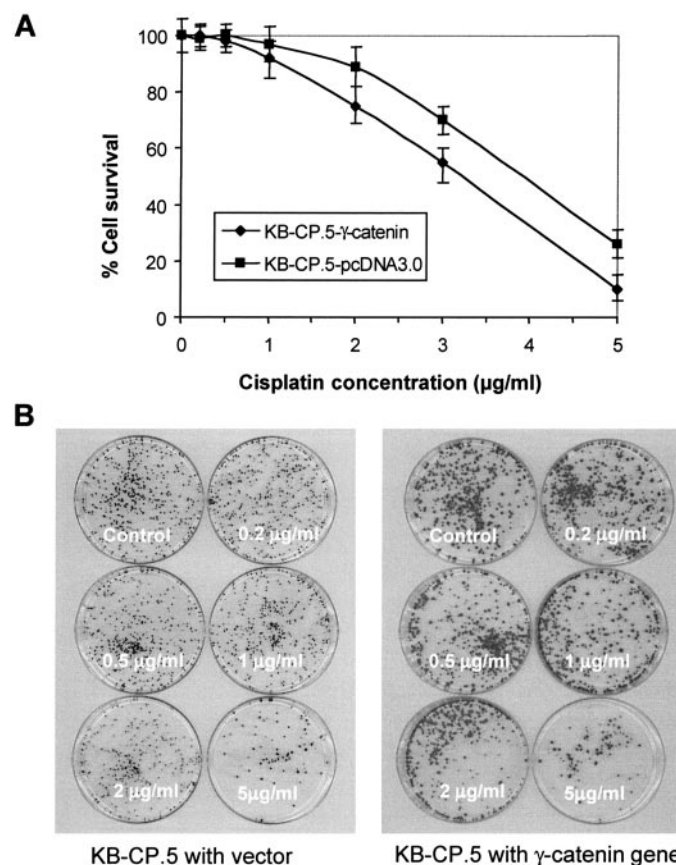 A
100
80
60
40
20
0
% Cell survival
KB-CP.5-γ-catenin
KB-CP.5-pcDNA3.0
0 1 2 3 4 5
Cisplatin concentration (µg/ml)
B
Control 0.2 µg/ml
0.5 µg/ml 1 µg/ml
2 µg/ml 5µg/ml
Control 0.2 µg/ml
0.5 µg/ml 1 µg/ml
2 µg/ml 5µg/ml
KB-CP.5 with vector
KB-CP.5 with γ-catenin gene